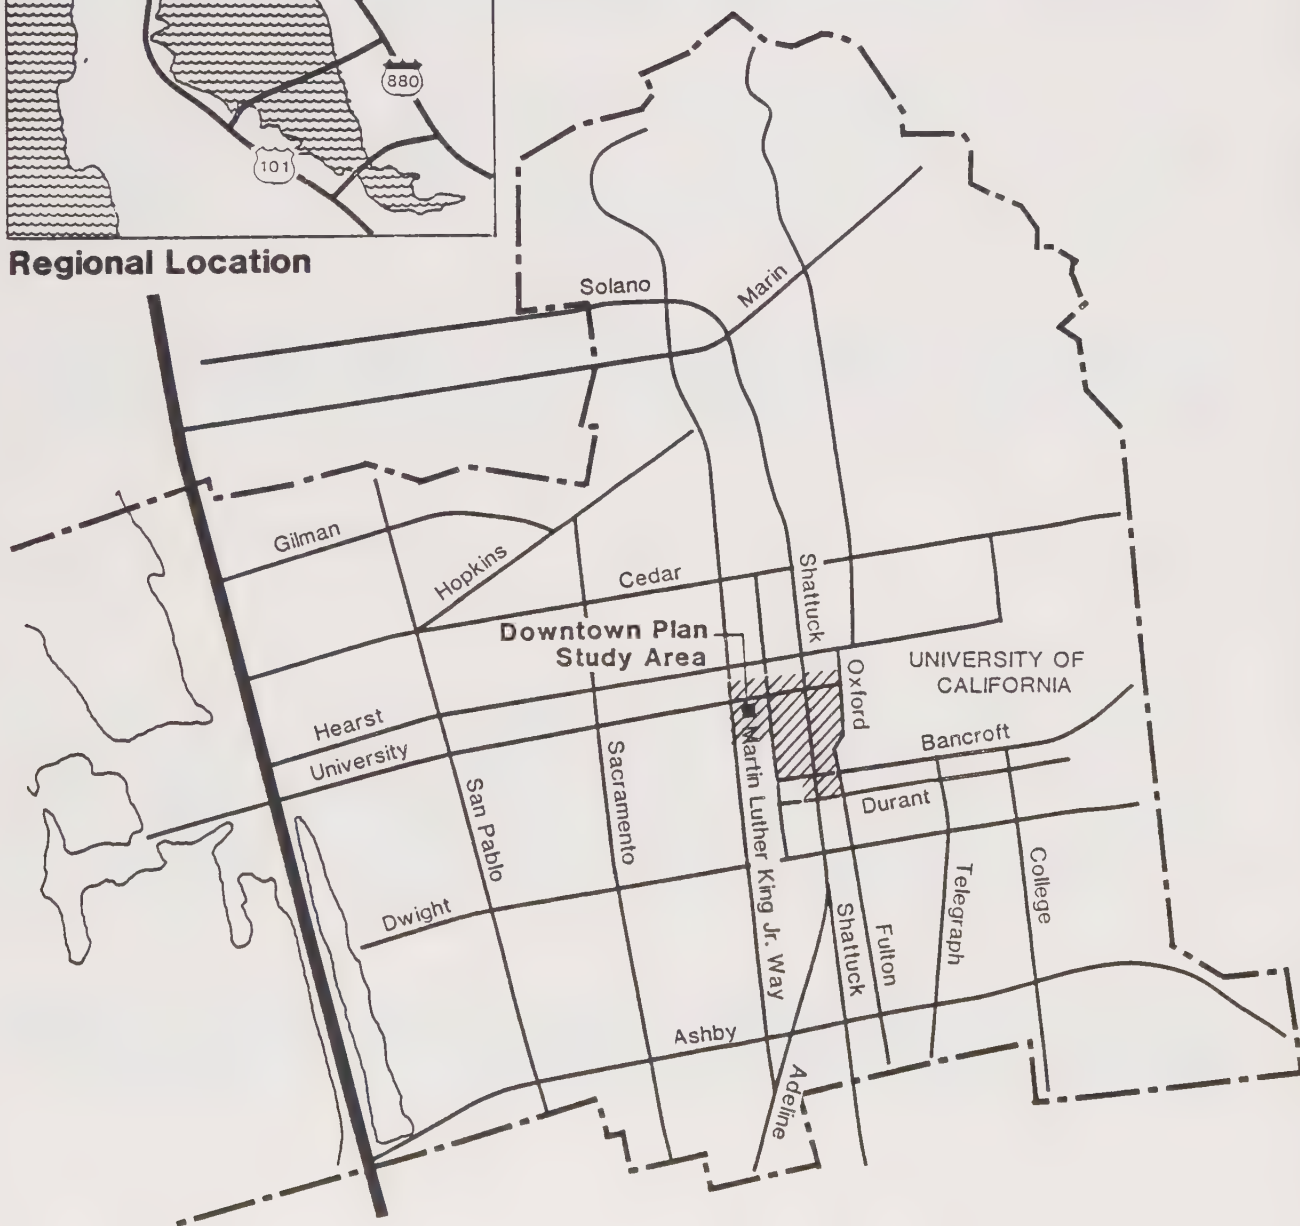 880
101
Regional Location
Solano
Marin
Gilman
Hopkins
Cedar
Shattuck
Downtown Plan
Study Area
Oxford
UNIVERSITY OF
CALIFORNIA
Hearst
University
Bancroft
Durant
San Pablo
Sacramento
Martin Luther King Jr. Way
Dwight
Telegraph
College
Shattuck
Fulton
Ashby
Adeline